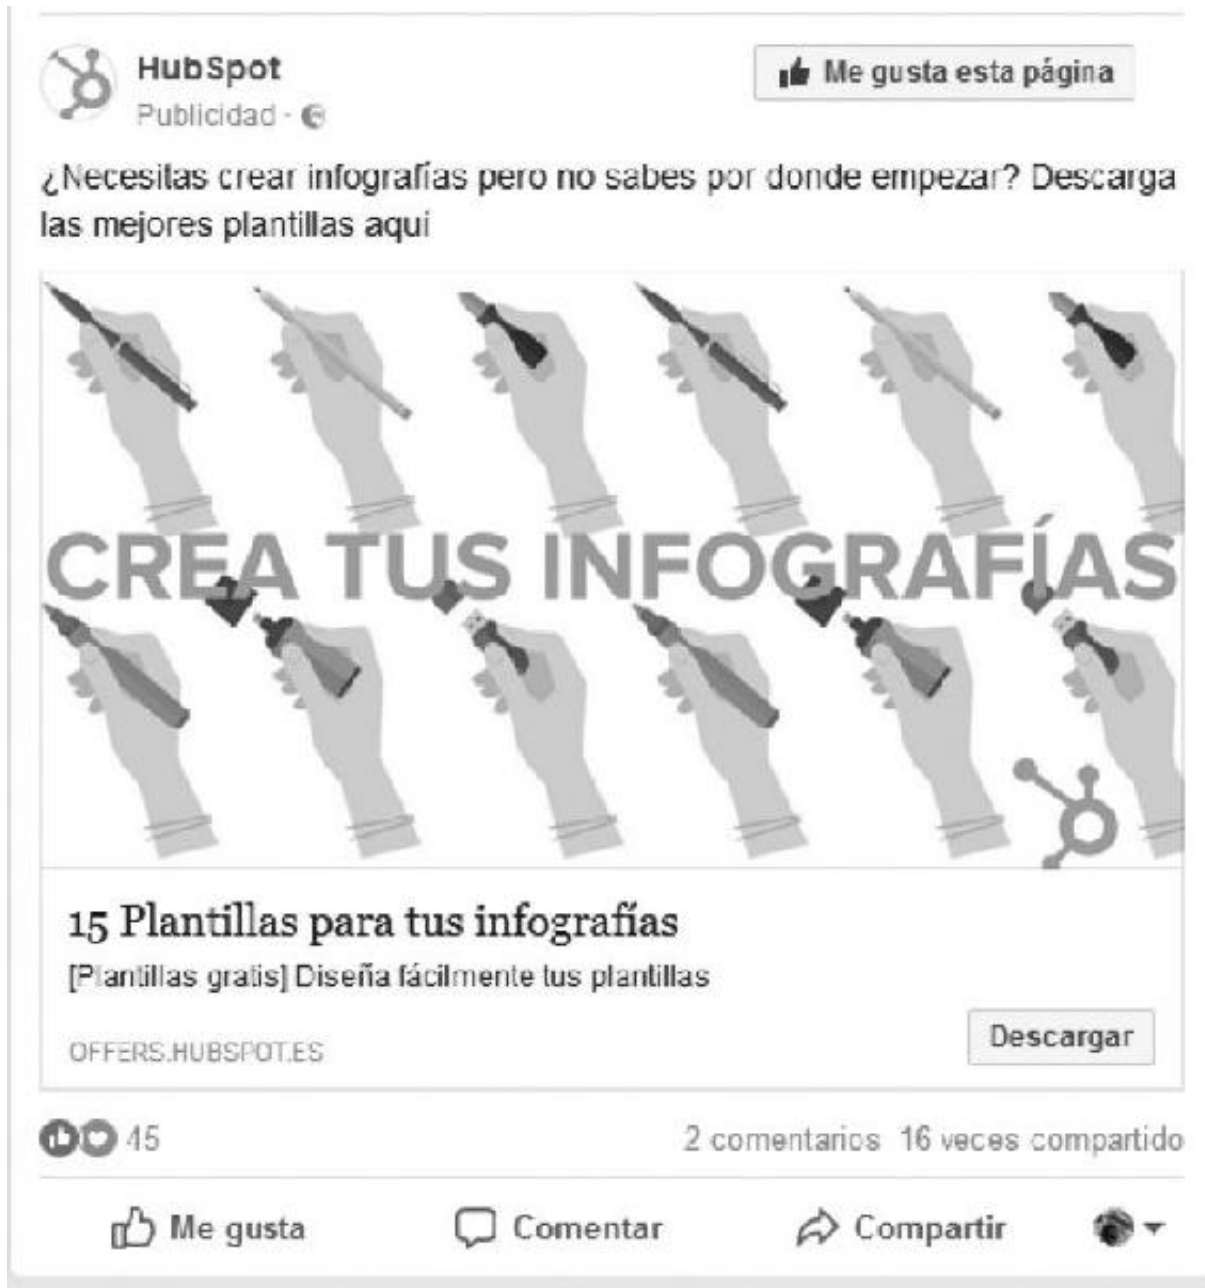 HubSpot
Me gusta esta página
Publicidad ·
¿Necesitas crear infografías pero no sabes por donde empezar? Descarga
las mejores plantillas aquí
CREA TUS INFOGRAFÍAS
15 Plantillas para tus infografías
[Plantillas gratis] Diseña fácilmente tus plantillas
OFFERS.HUBSPOT.ES
Descargar
45
2 comentarios 16 veces compartido
Me gusta
Comentar
Compartir